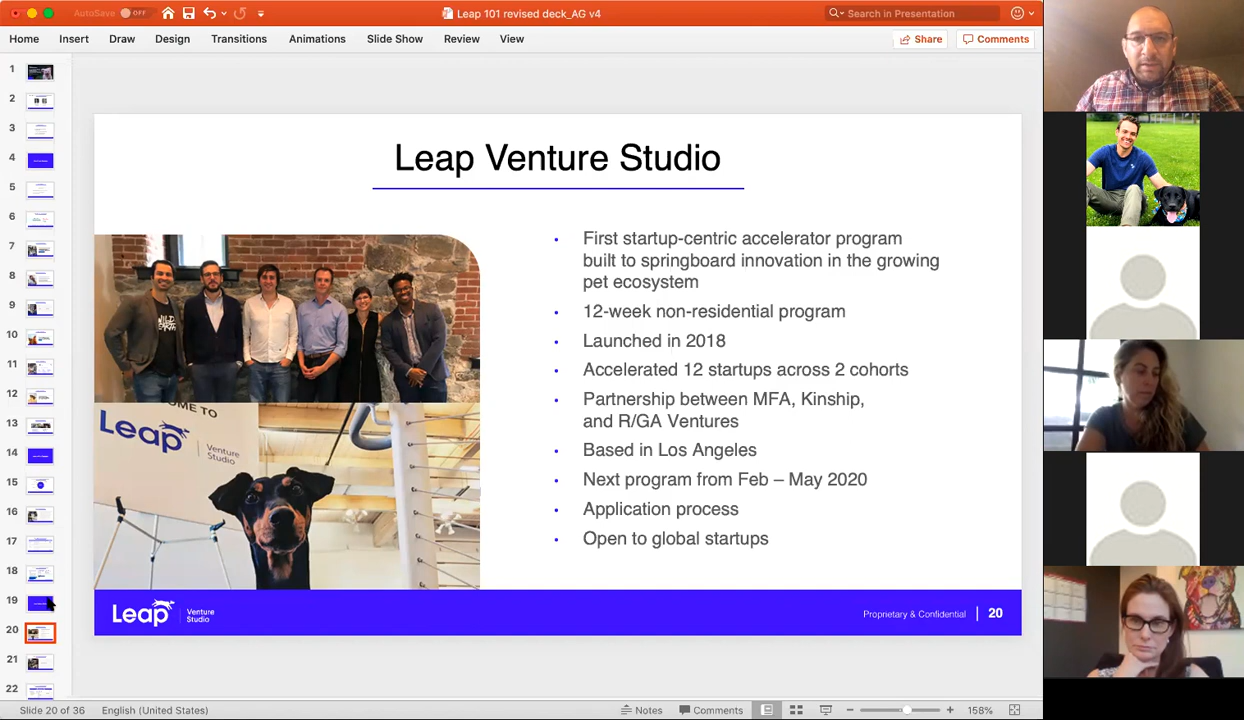 AutoSave OFF
Leap 101 revised deck_AG v4
Search in Presentation
Home Insert Draw Design Transitions Animations Slide Show Review View
Share Comments
1
2
3
4
5
6
7
8
9
10
11
12
13
14
15
16
17
18
19
20
21
22
Leap Venture Studio
WILD
EARTH
COME TO
Leap Venture
Studio
• First startup-centric accelerator program
built to springboard innovation in the growing
pet ecosystem
• 12-week non-residential program
• Launched in 2018
• Accelerated 12 startups across 2 cohorts
• Partnership between MFA, Kinship,
and R/GA Ventures
• Based in Los Angeles
• Next program from Feb – May 2020
• Application process
• Open to global startups
Leap Venture
Studio
Proprietary & Confidential 20
Slide 20 of 36 English (United States)
Notes Comments 158%